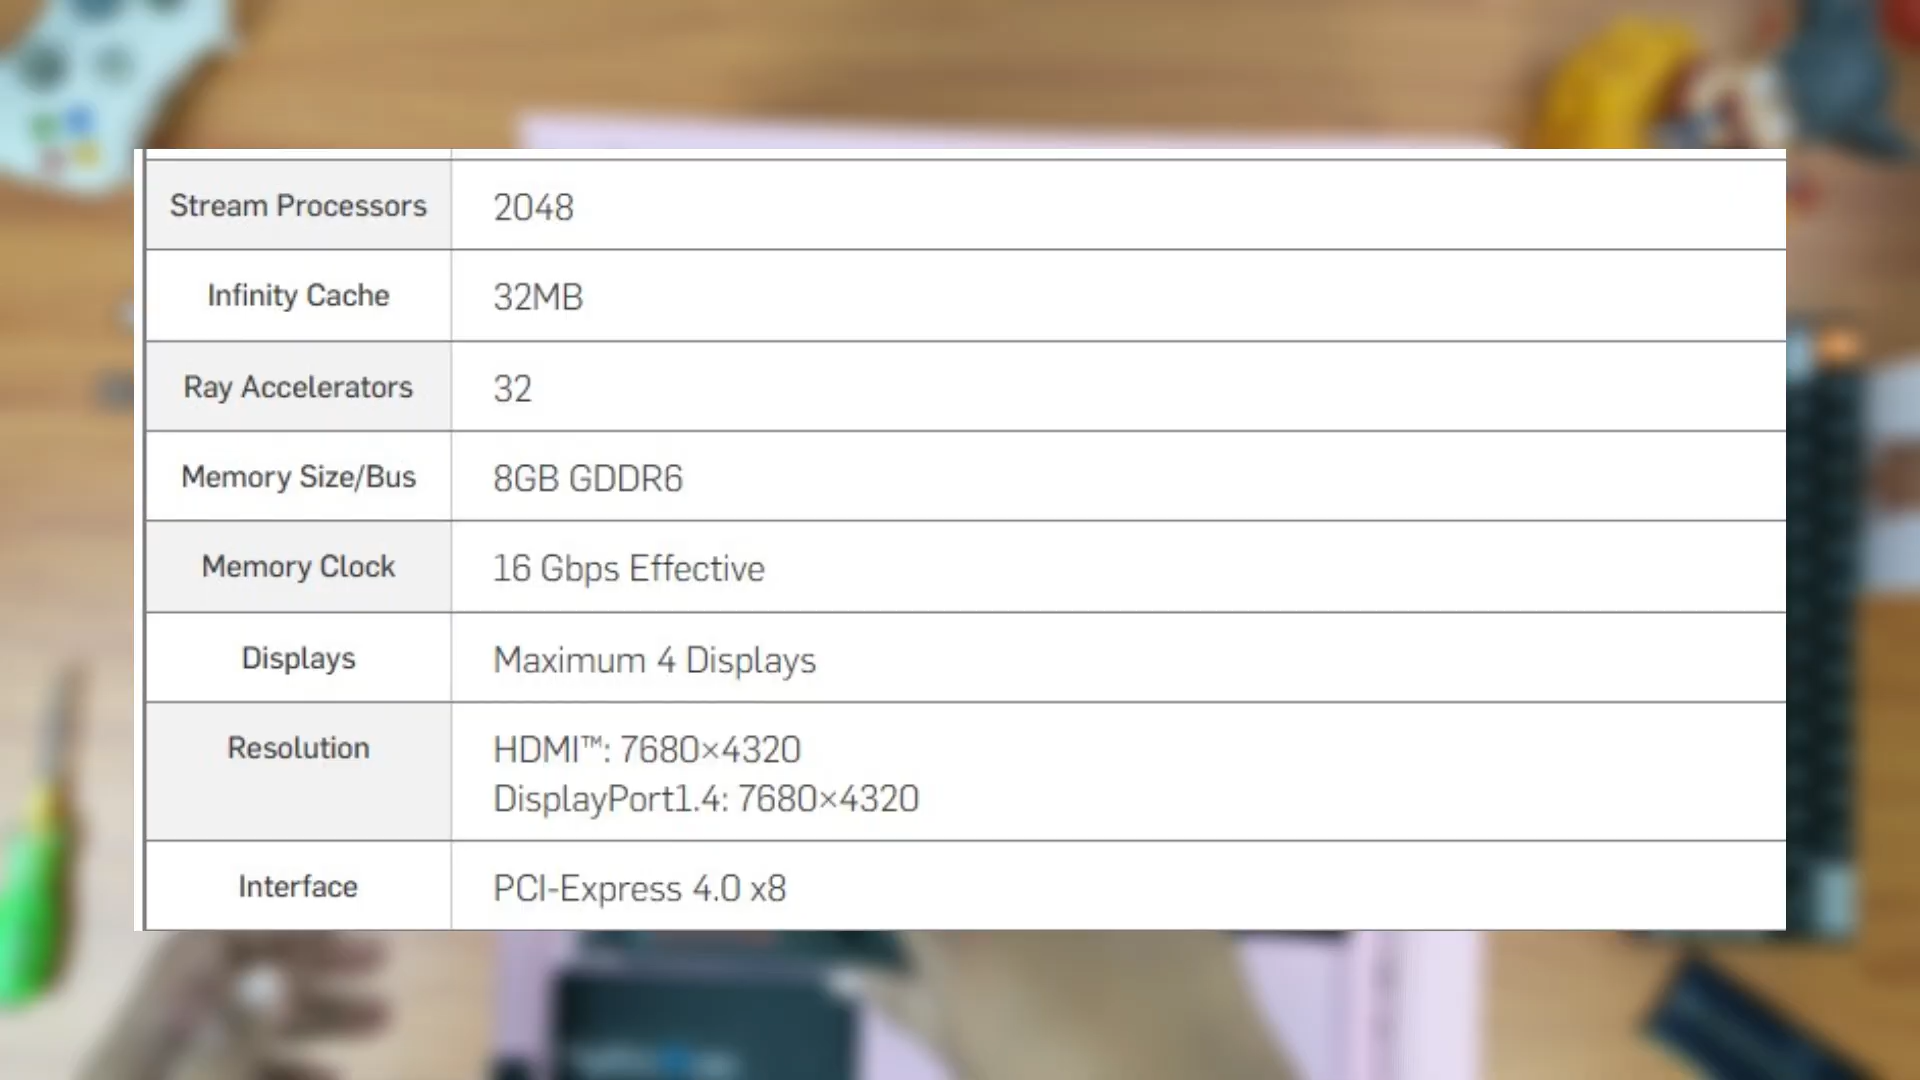 Stream Processors 2048
Infinity Cache 32MB
Ray Accelerators 32
Memory Size/Bus 8GB GDDR6
Memory Clock 16 Gbps Effective
Displays Maximum 4 Displays
Resolution HDMI™: 7680×4320
DisplayPort1.4: 7680×4320
Interface PCI-Express 4.0 x8